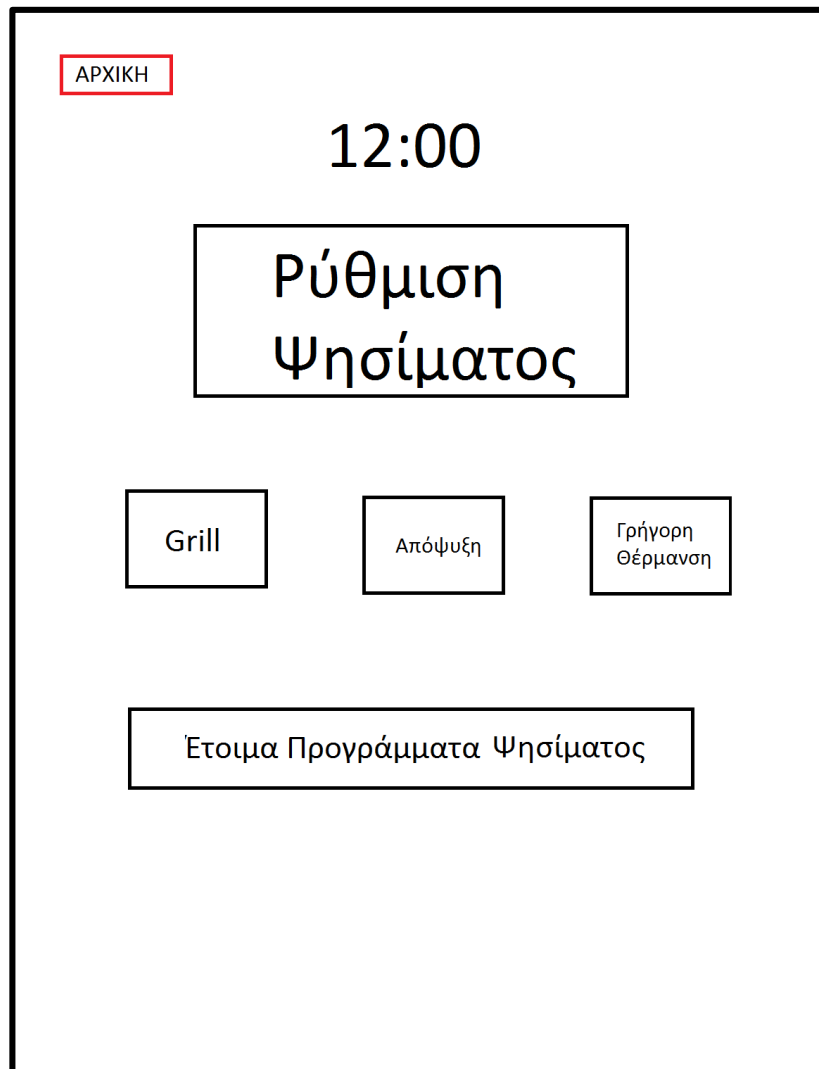 ΑΡΧΙΚΗ
12:00
Ρύθμιση
Ψησίματος
Grill
Απόψυξη
Γρήγορη
Θέρμανση
Έτοιμα Προγράμματα Ψησίματος